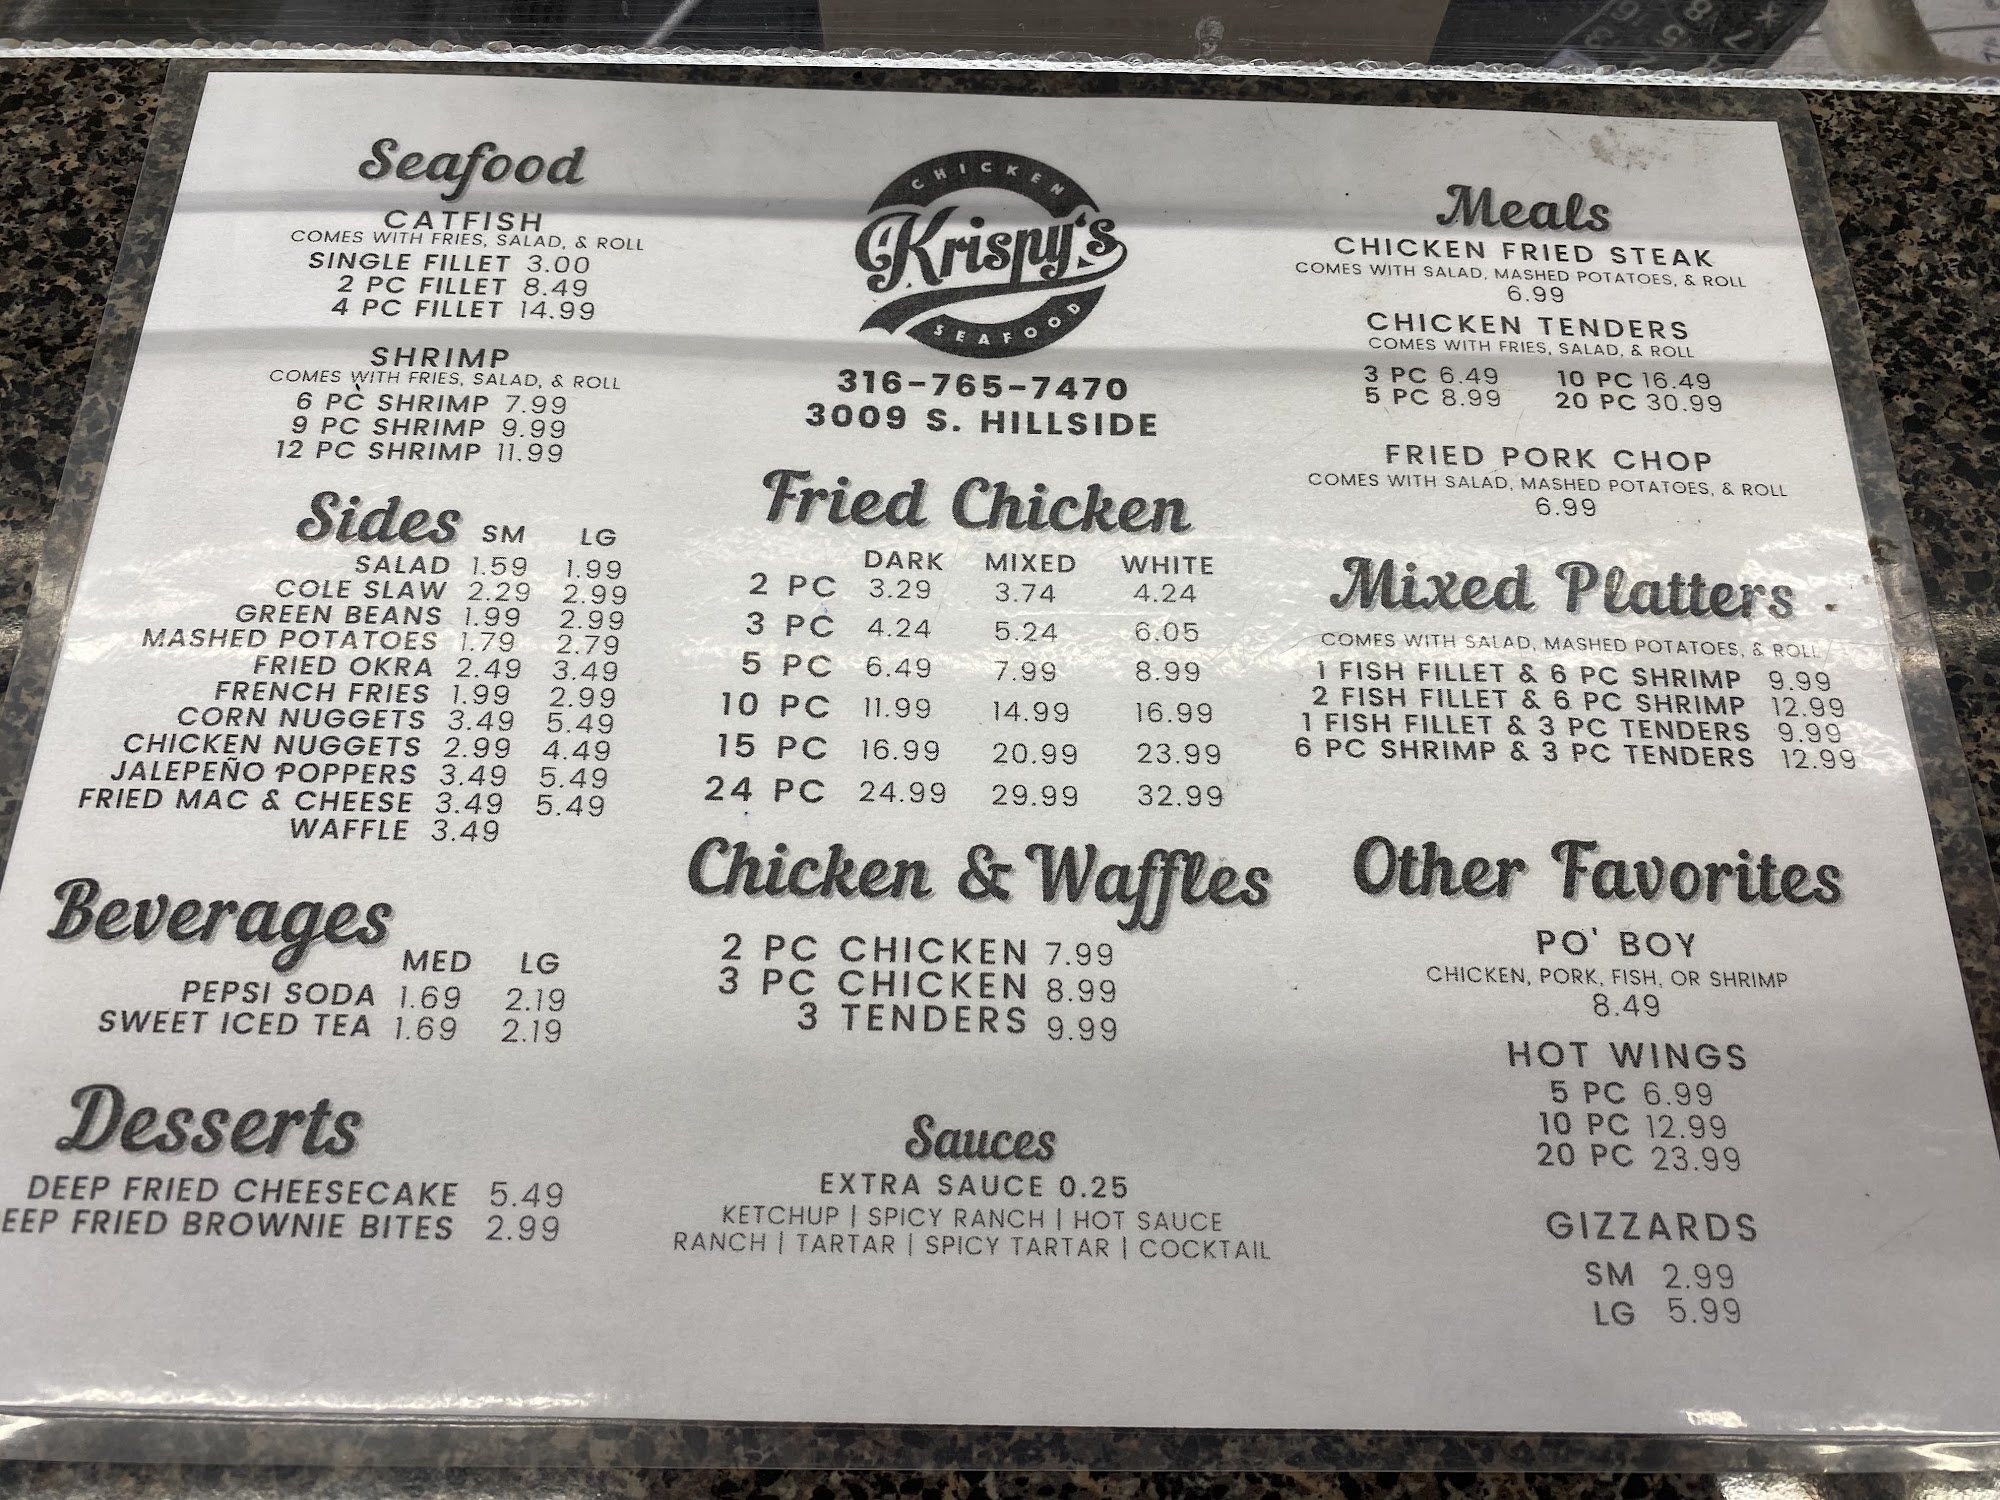 Seafood
CATFISH
COMES WITH FRIES, SALAD, & ROLL
SINGLE FILLET 3.00
2 PC FILLET 8.49
4 PC FILLET 14.99
SHRIMP
COMES WITH FRIES, SALAD, & ROLL
6 PC SHRIMP 7.99
9 PC SHRIMP 9.99
12 PC SHRIMP 11.99
Sides SM LG
SALAD 1.59 1.99
COLE SLAW 2.29 2.99
GREEN BEANS 1.99 2.99
MASHED POTATOES 1.79 2.79
FRIED OKRA 2.49 3.49
FRENCH FRIES 1.99 2.99
CORN NUGGETS 3.49 5.49
CHICKEN NUGGETS 2.99 4.49
JALEPEÑO POPPERS 3.49 5.49
FRIED MAC & CHEESE 3.49 5.49
WAFFLE 3.49
Beverages
MED LG
PEPSI SODA 1.69 2.19
SWEET ICED TEA 1.69 2.19
Desserts
DEEP FRIED CHEESECAKE 5.49
EEP FRIED BROWNIE BITES 2.99
CHICKEN
Krispy's
SEAFOOD
316-765-7470
3009 S. HILLSIDE
Fried Chicken
DARK MIXED WHITE
2 PC 3.29 3.74 4.24
3 PC 4.24 5.24 6.05
5 PC 6.49 7.99 8.99
10 PC 11.99 14.99 16.99
15 PC 16.99 20.99 23.99
24 PC 24.99 29.99 32.99
Chicken & Waffles
2 PC CHICKEN 7.99
3 PC CHICKEN 8.99
3 TENDERS 9.99
Sauces
EXTRA SAUCE 0.25
KETCHUP | SPICY RANCH | HOT SAUCE
RANCH | TARTAR | SPICY TARTAR | COCKTAIL
Meals
CHICKEN FRIED STEAK
COMES WITH SALAD, MASHED POTATOES, & ROLL
6.99
CHICKEN TENDERS
COMES WITH FRIES, SALAD, & ROLL
3 PC 6.49 10 PC 16.49
5 PC 8.99 20 PC 30.99
FRIED PORK CHOP
COMES WITH SALAD, MASHED POTATOES, & ROLL
6.99
Mixed Platters
COMES WITH SALAD, MASHED POTATOES, & ROLL
1 FISH FILLET & 6 PC SHRIMP 9.99
2 FISH FILLET & 6 PC SHRIMP 12.99
1 FISH FILLET & 3 PC TENDERS 9.99
6 PC SHRIMP & 3 PC TENDERS 12.99
Other Favorites
PO' BOY
CHICKEN, PORK, FISH, OR SHRIMP
8.49
HOT WINGS
5 PC 6.99
10 PC 12.99
20 PC 23.99
GIZZARDS
SM 2.99
LG 5.99